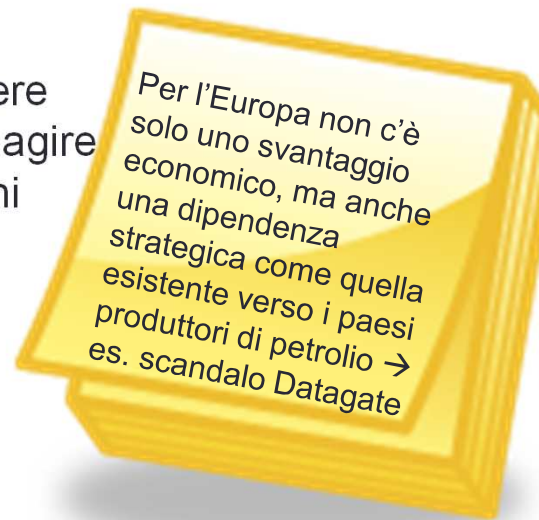 ere
agire
ni
Per l’Europa non c’è
solo uno svantaggio
economico, ma anche
una dipendenza
strategica come quella
esistente verso i paesi
produttori di petrolio →
es. scandalo Datagate